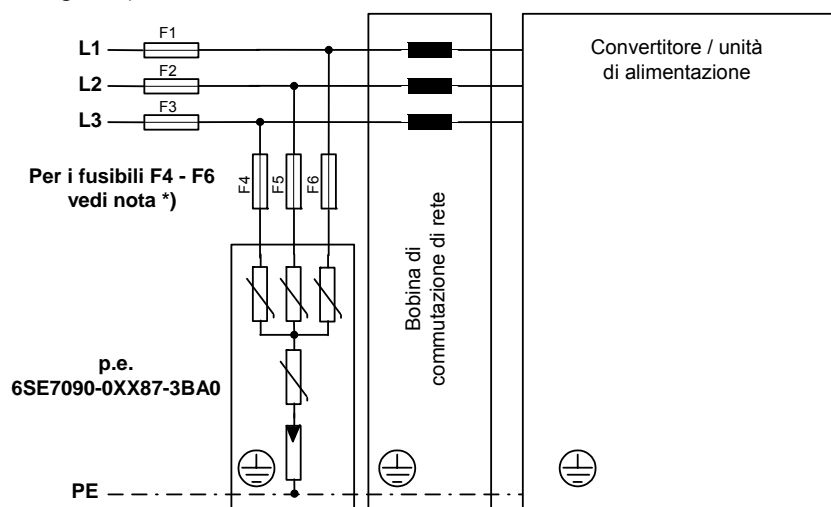 F1
L1
F2
L2
F3
L3
Convertitore / unità
di alimentazione
Per i fusibili F4 - F6
vedi nota *)
F4
F5
F6
Bobina di
commutazione di rete
p.e.
6SE7090-0XX87-3BA0
PE